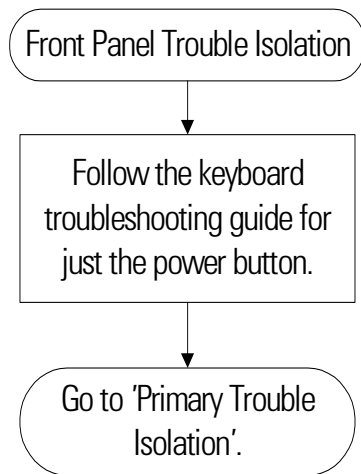 Front Panel Trouble Isolation
Follow the keyboard
troubleshooting guide for
just the power button.
Go to 'Primary Trouble
Isolation'.